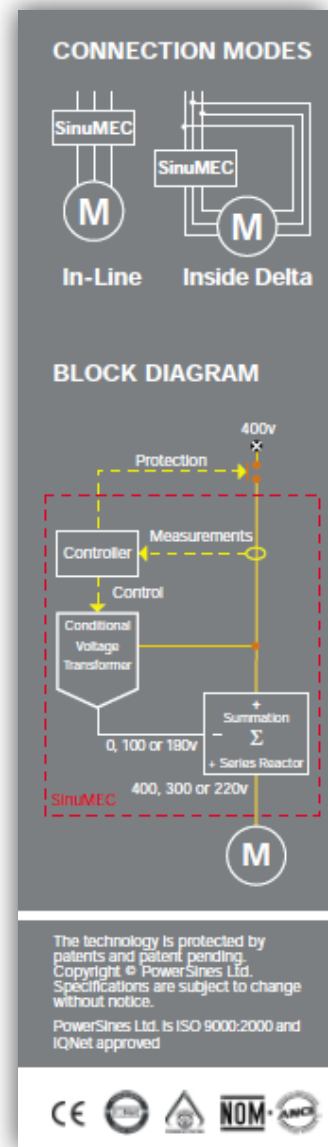 CONNECTION MODES
SinuMEC
M
In-Line
SinuMEC
M
Inside Delta
BLOCK DIAGRAM
400v
Protection
Controller
Measurements
Control
Conditional
Voltage
Transformer
+
Summation
− Σ
+ Series Reactor
0, 100 or 180v
400, 300 or 220v
SinuMEC
M
The technology is protected by
patents and patent pending.
Copyright © PowerSines Ltd.
Specifications are subject to change
without notice.
PowerSines Ltd. is ISO 9000:2000 and
IQNet approved
CE
NOM-ANCE